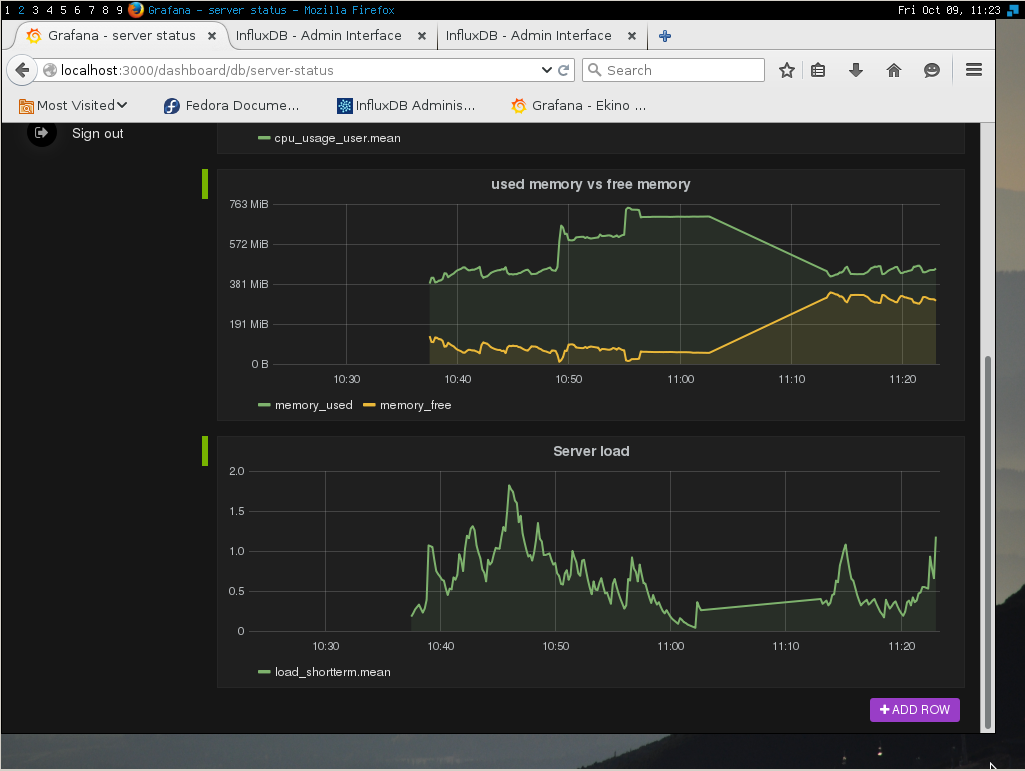 1 2 3 4 5 6 7 8 9 Grafana - server status - Mozilla Firefox Fri Oct 09, 11:23
Grafana - server status × InfluxDB - Admin Interface × InfluxDB - Admin Interface ×
localhost:3000/dashboard/db/server-status Search
Most Visited Fedora Docume... InfluxDB Adminis... Grafana - Ekino ...
Sign out
cpu_usage_user.mean
used memory vs free memory
763 MiB
572 MiB
381 MiB
191 MiB
0 B
10:30 10:40 10:50 11:00 11:10 11:20
memory_used memory_free
Server load
2.0
1.5
1.0
0.5
0
10:30 10:40 10:50 11:00 11:10 11:20
load_shortterm.mean
+ ADD ROW